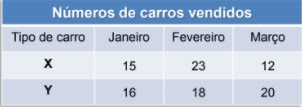 Números de carros vendidos
Tipo de carro Janeiro Fevereiro Março
X 15 23 12
Y 16 18 20